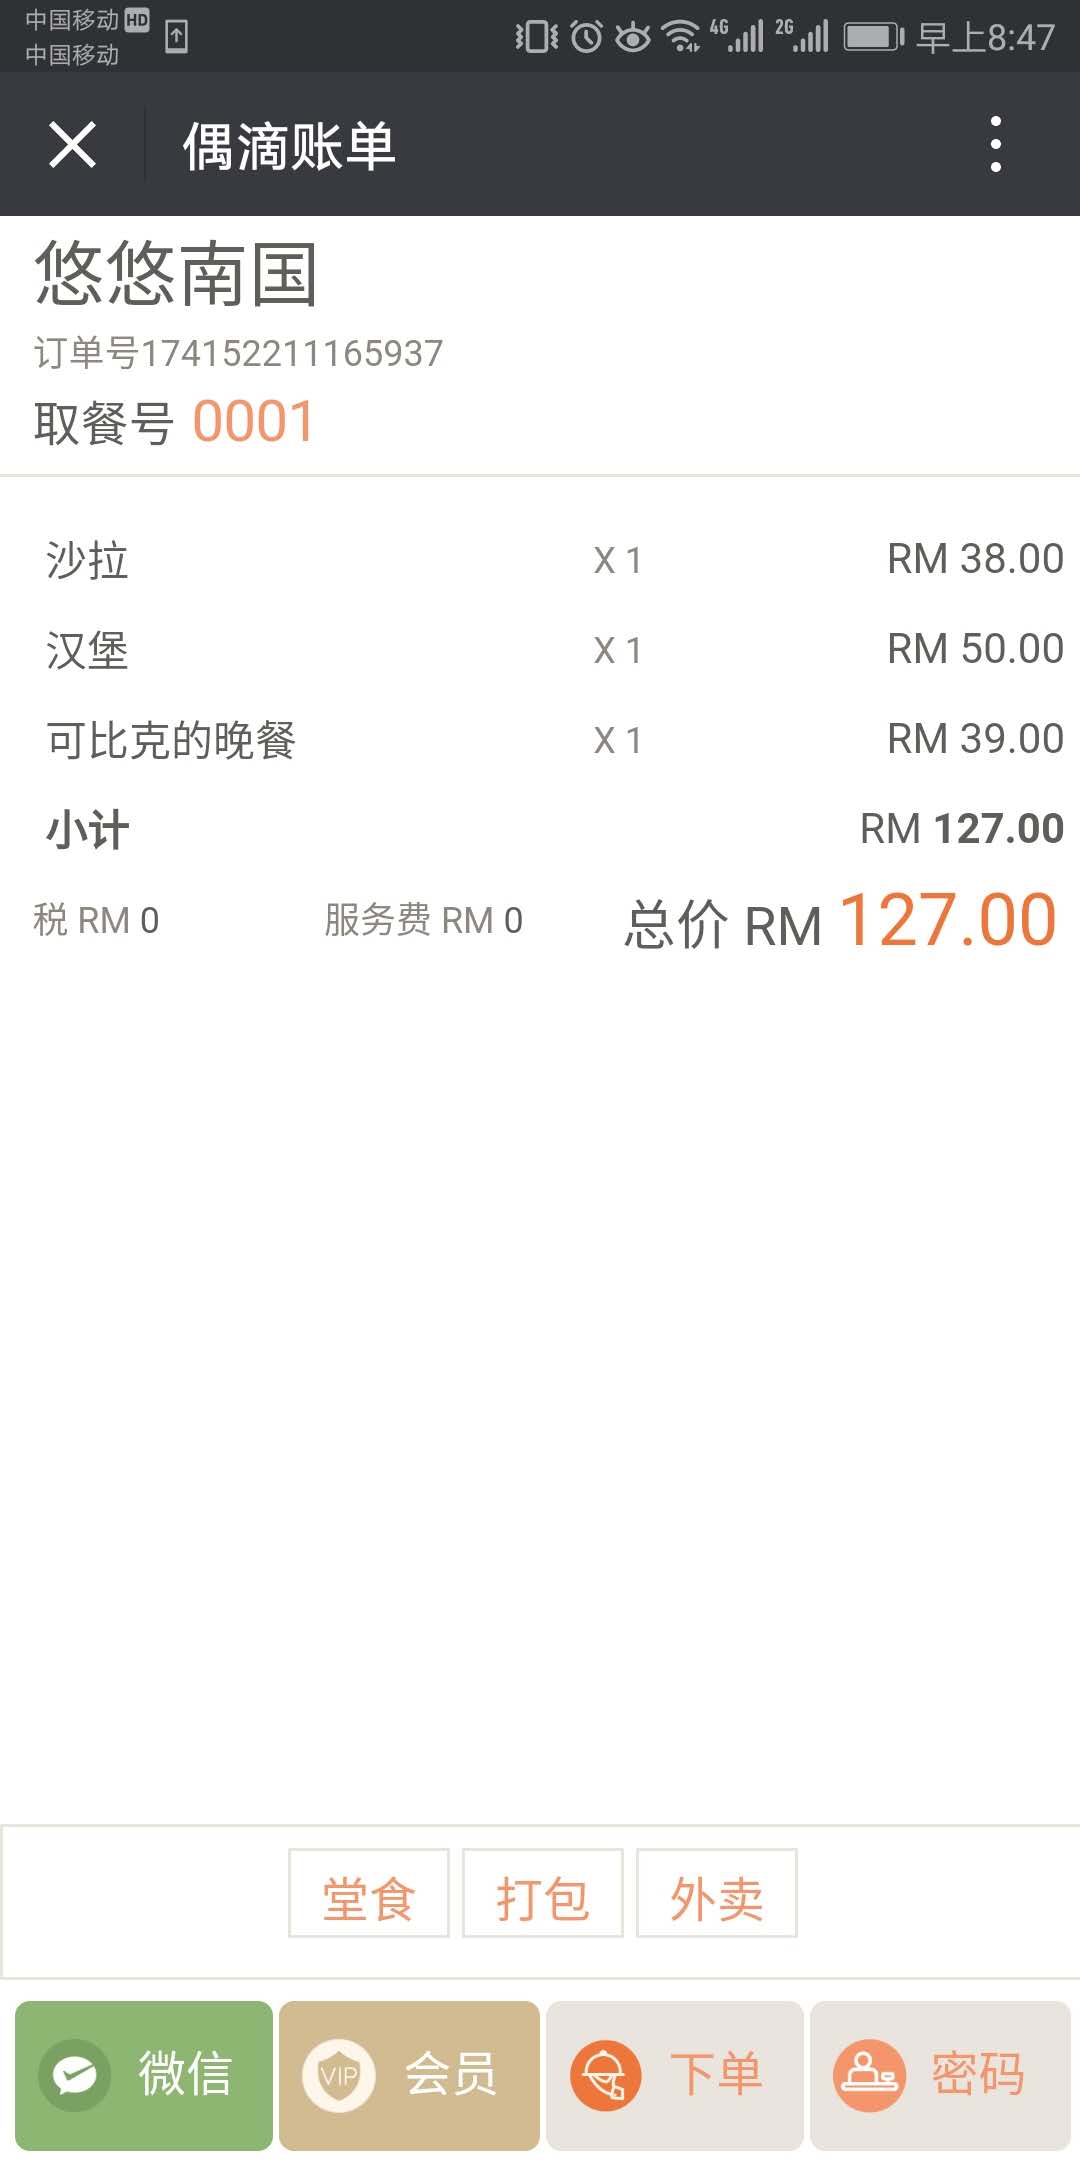 中国移动 HD
中国移动
4G 2G 早上8:47
偶滴账单
悠悠南国
订单号174152211165937
取餐号 0001
沙拉 X 1 RM 38.00
汉堡 X 1 RM 50.00
可比克的晚餐 X 1 RM 39.00
小计 RM 127.00
税 RM 0 服务费 RM 0 总价 RM 127.00
堂食 打包 外卖
微信 VIP 会员 下单 密码